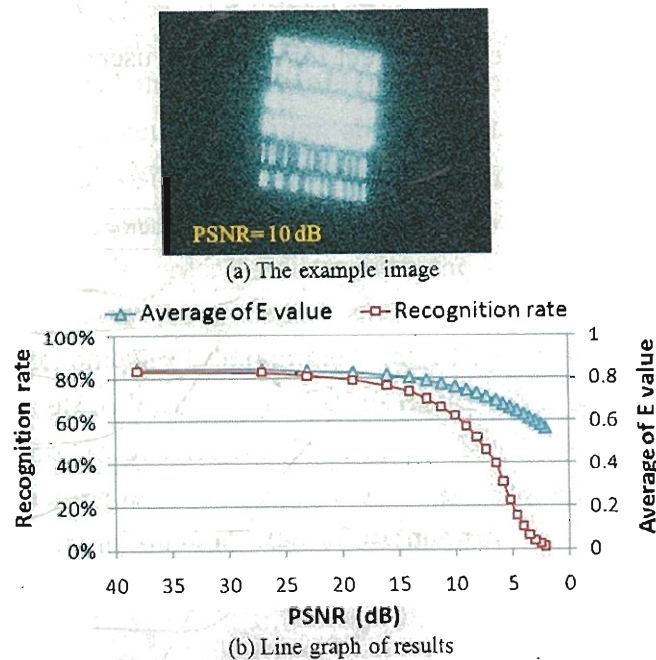 PSNR= 10 dB
(a) The example image
Average of E value
Recognition rate
100%
80%
60%
40%
20%
0%
Recognition rate
1
0.8
0.6
0.4
0.2
0
Average of E value
40 35 30 25 20 15 10 5 0
PSNR (dB)
(b) Line graph of results